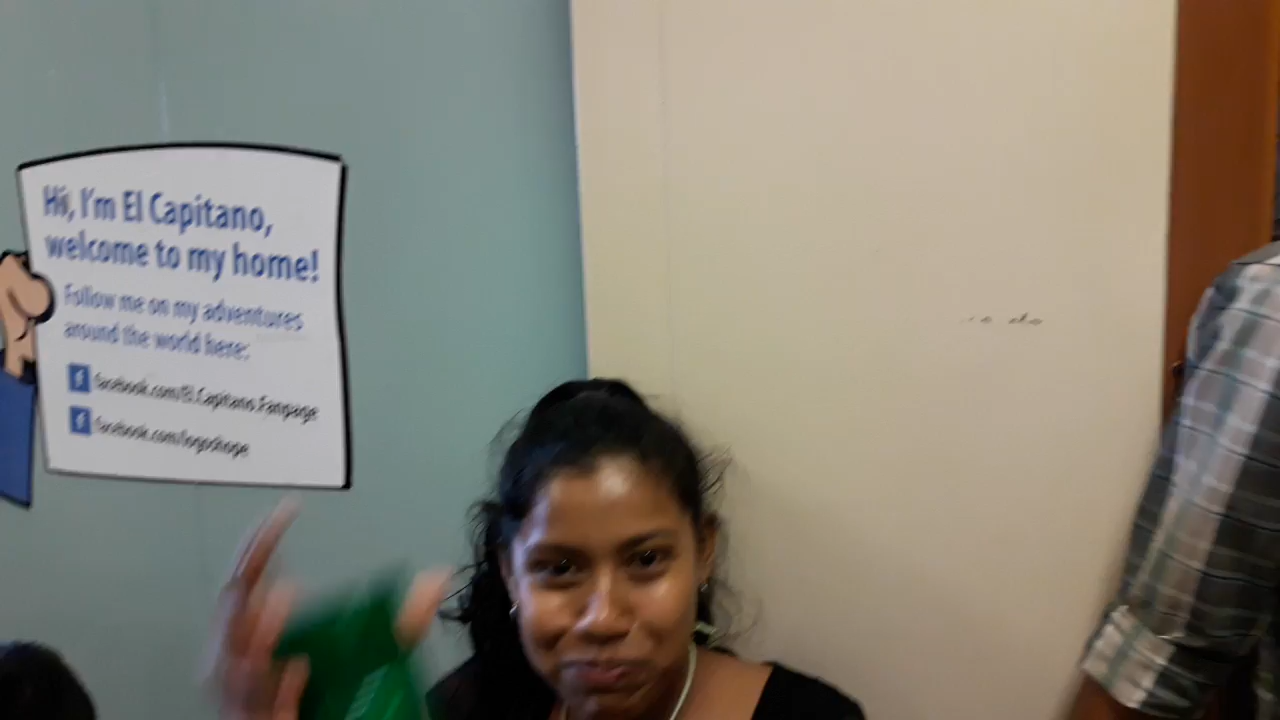 Hi, I'm El Capitano,
welcome to my home!
Follow me on my adventures
around the world here:
facebook.com/El.Capitano.Fanpage